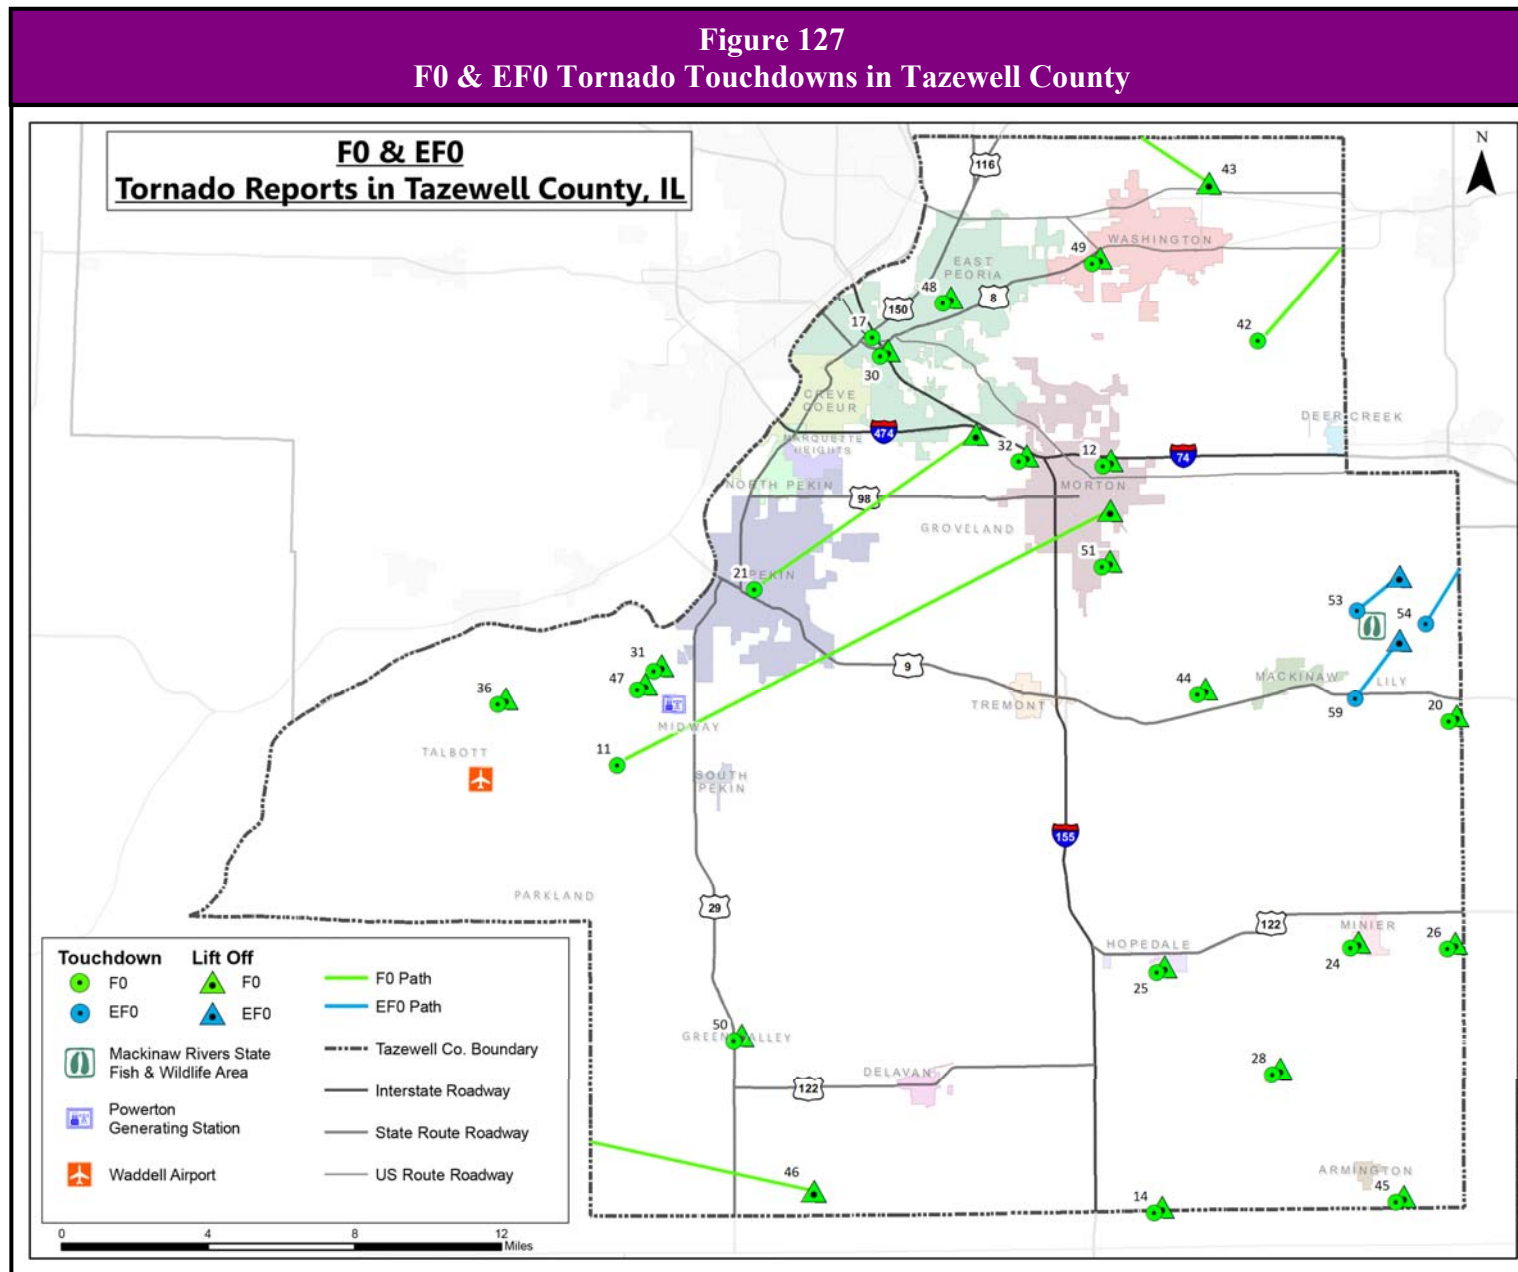 Figure 127
F0 & EF0 Tornado Touchdowns in Tazewell County
F0 & EF0
Tornado Reports in Tazewell County, IL
N
116
43
WASHINGTON
49
EAST
PEORIA
48
8
150
17
42
30
CREVE
COEUR
DEER CREEK
474
MARQUETTE
HEIGHTS
32
12
74
NORTH PEKIN
MORTON
98
GROVELAND
51
21
PEKIN
53
54
31
9
47
44
MACKINAW
LILY
36
TREMONT
59
20
MIDWAY
11
TALBOTT
SOUTH
PEKIN
155
PARKLAND
29
122
MINIER
26
HOPEDALE
24
25
50
GREEN VALLEY
28
DELAVAN
122
46
ARMINGTON
45
14
Touchdown
Lift Off
F0
F0
F0 Path
EF0
EF0
EF0 Path
Mackinaw Rivers State
Fish & Wildlife Area
Tazewell Co. Boundary
Interstate Roadway
Powerton
Generating Station
State Route Roadway
Waddell Airport
US Route Roadway
0
4
8
12
Miles